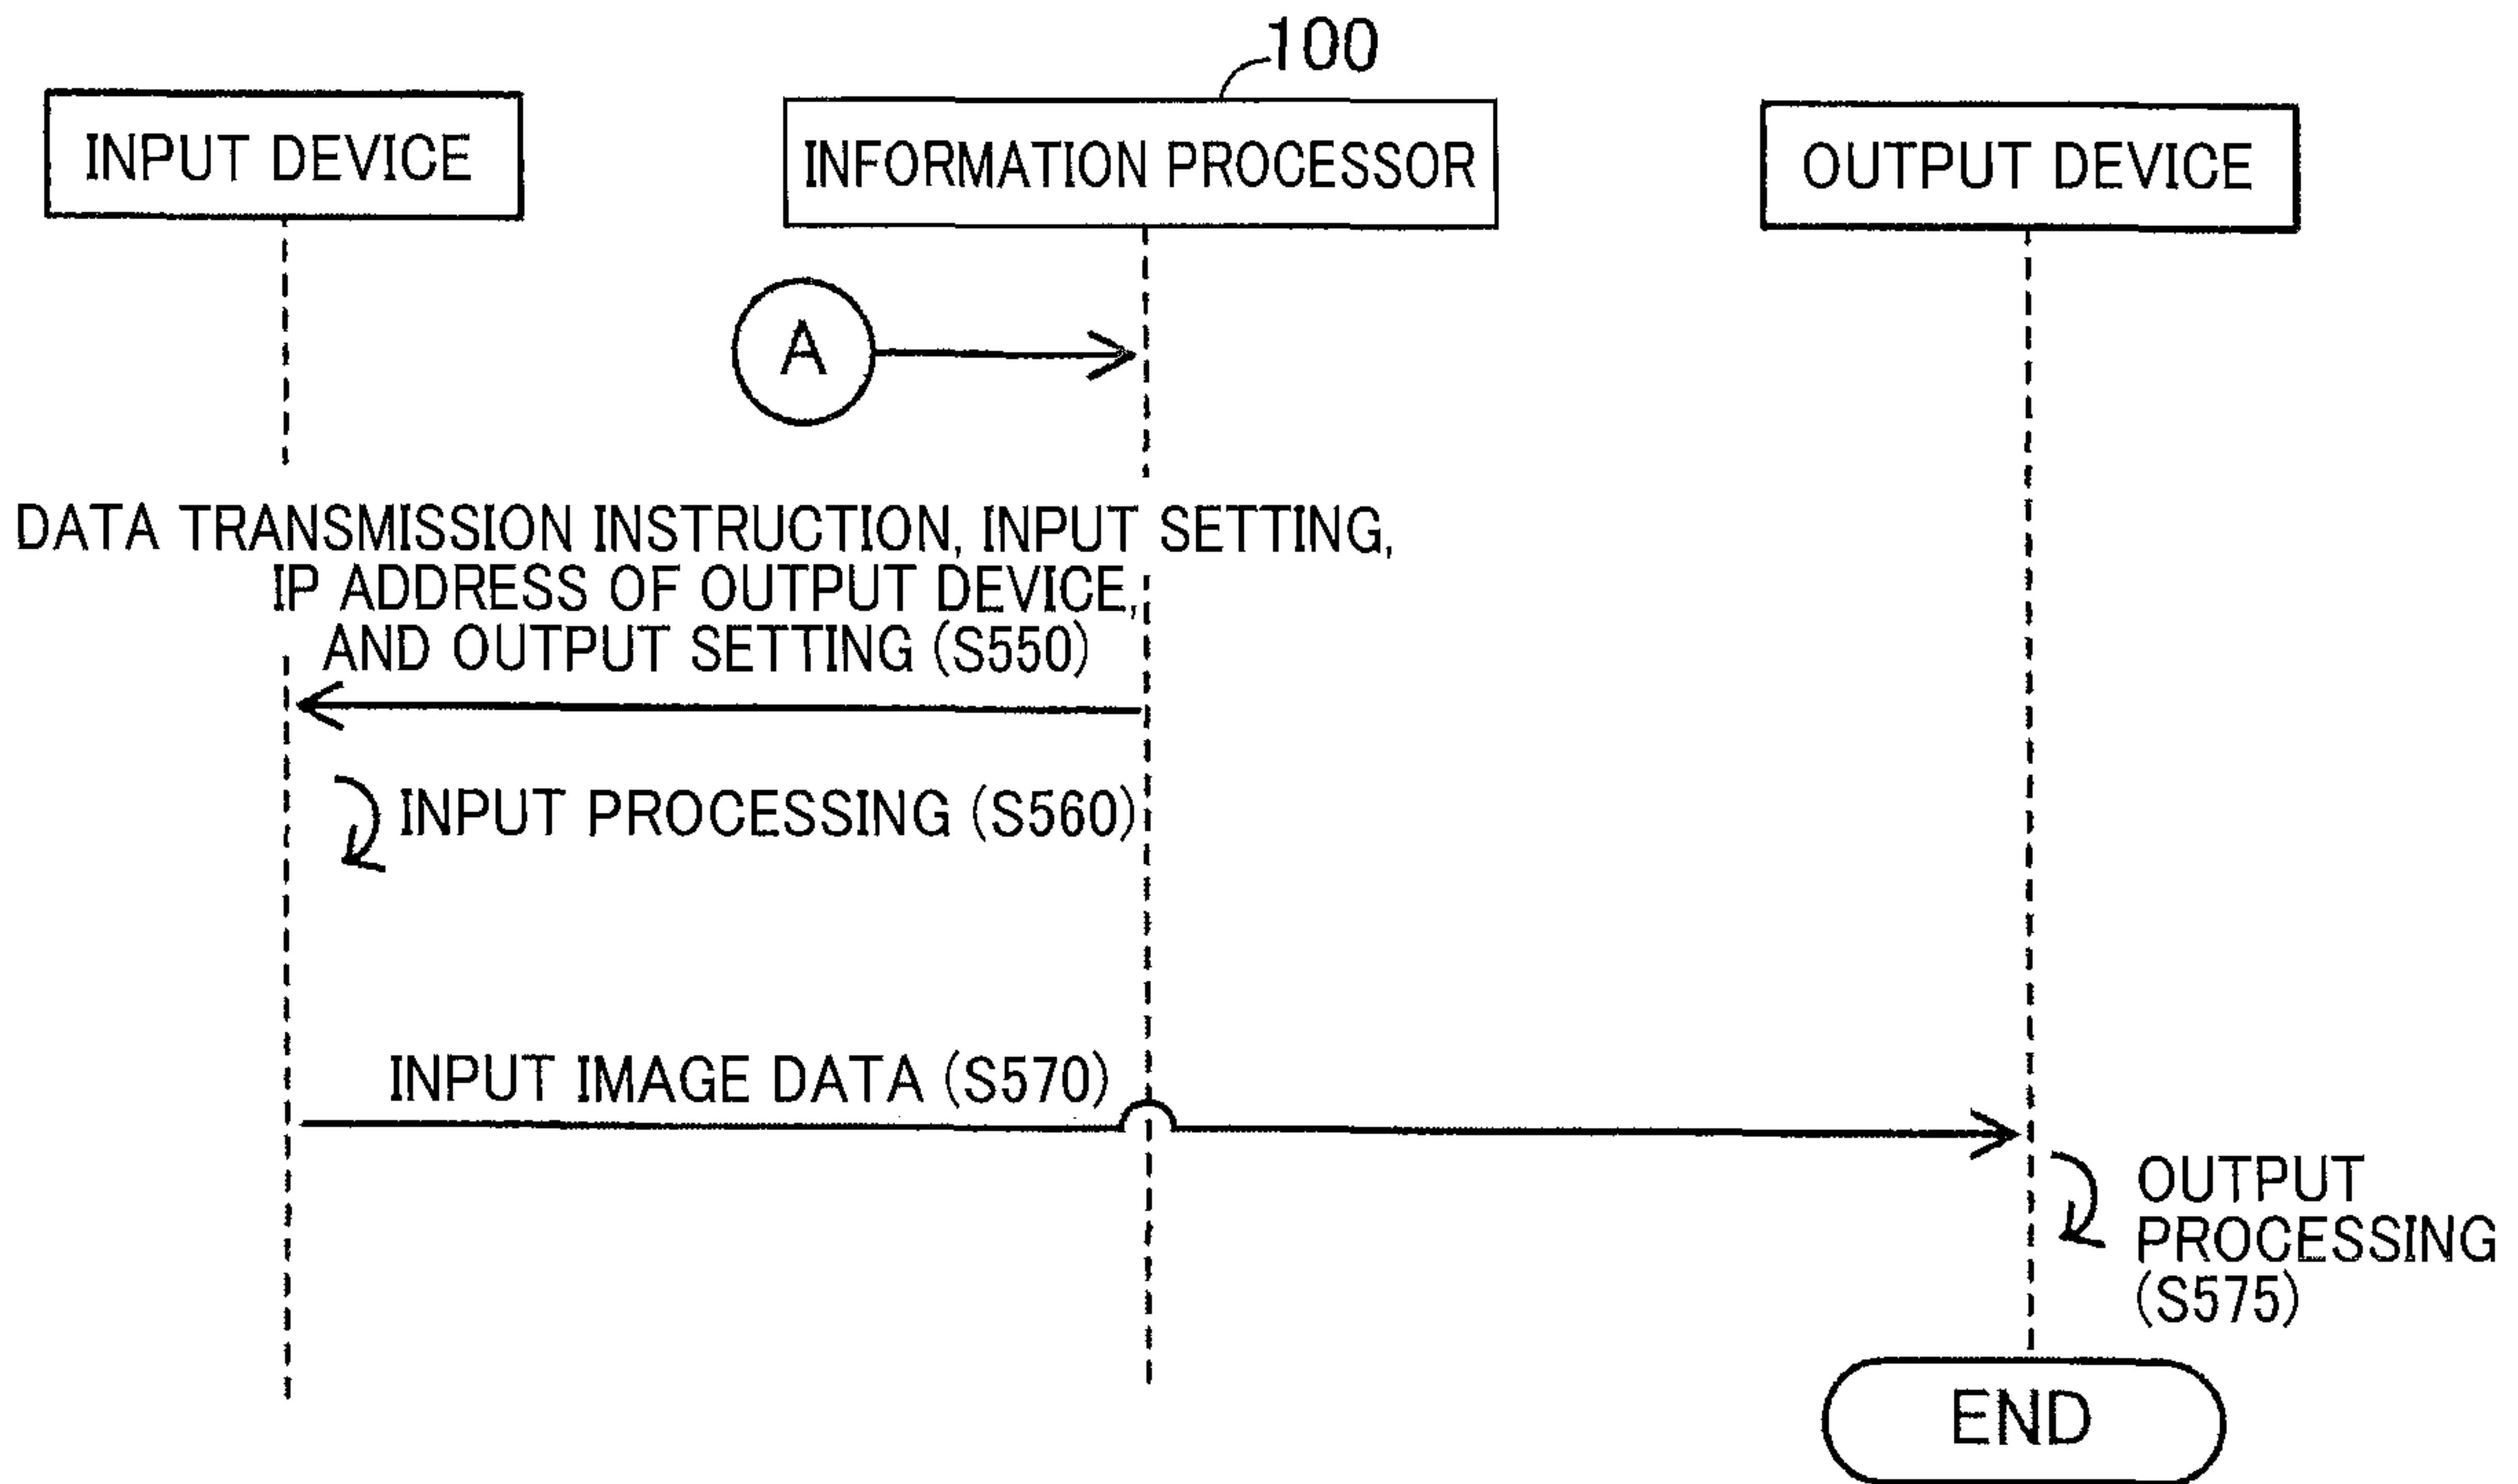 100
INPUT DEVICE
INFORMATION PROCESSOR
OUTPUT DEVICE
A
DATA TRANSMISSION INSTRUCTION, INPUT SETTING,
IP ADDRESS OF OUTPUT DEVICE,
AND OUTPUT SETTING (S550)
INPUT PROCESSING (S560)
INPUT IMAGE DATA (S570)
OUTPUT
PROCESSING
(S575)
END